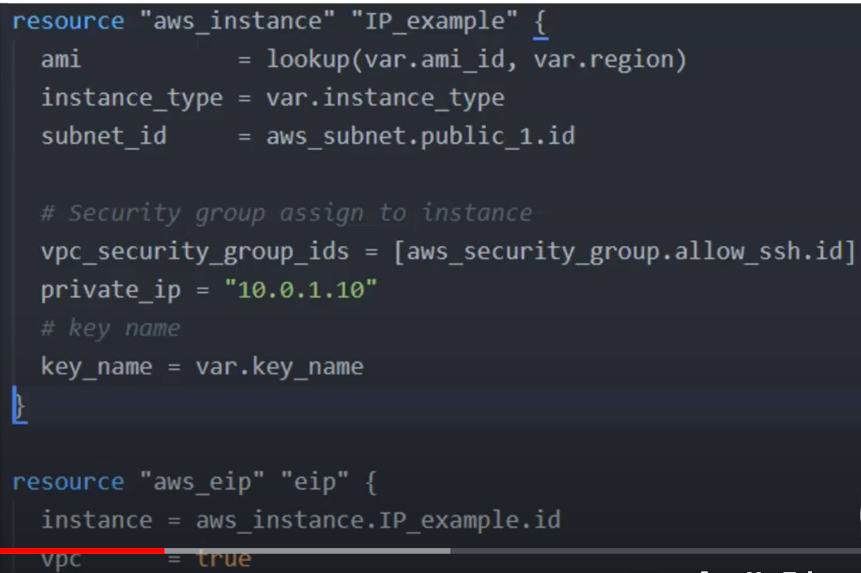 resource "aws_instance" "IP_example" {
  ami           = lookup(var.ami_id, var.region)
  instance_type = var.instance_type
  subnet_id     = aws_subnet.public_1.id

  # Security group assign to instance
  vpc_security_group_ids = [aws_security_group.allow_ssh.id]
  private_ip = "10.0.1.10"
  # key name
  key_name = var.key_name
}

resource "aws_eip" "eip" {
  instance = aws_instance.IP_example.id
  vpc      = true